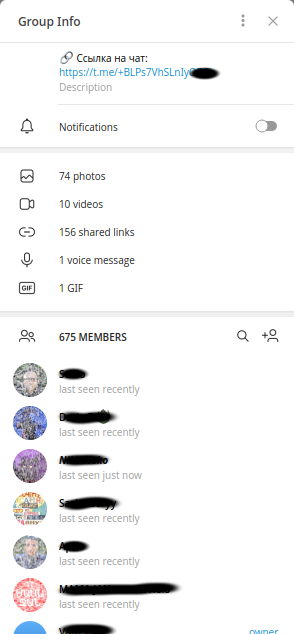 Group Info
Ссылка на чат:
https://t.me/+BLPs7VhSLnIy
Description
Notifications
74 photos
10 videos
156 shared links
1 voice message
GIF
1 GIF
675 MEMBERS
last seen recently
last seen recently
last seen just now
last seen recently
last seen recently
last seen recently
owner